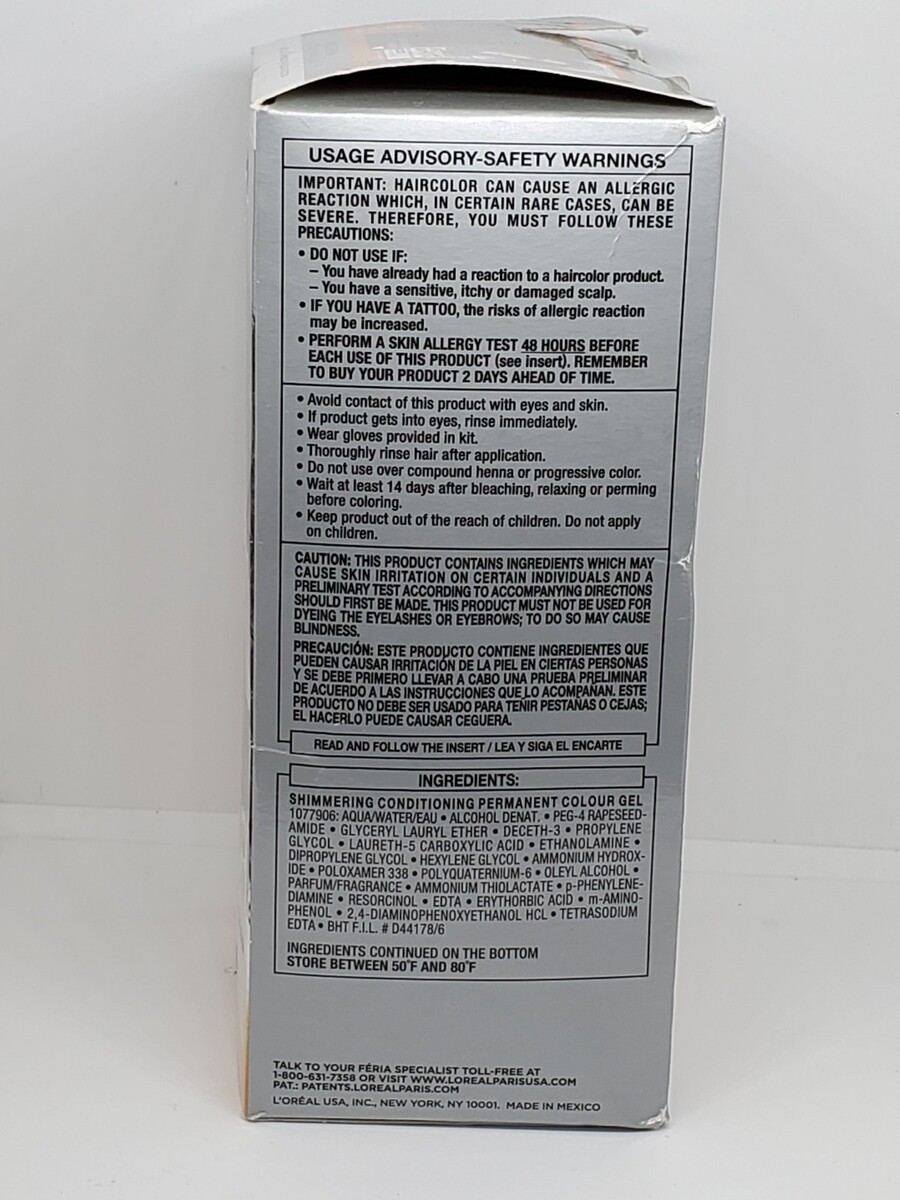 USAGE ADVISORY-SAFETY WARNINGS
IMPORTANT: HAIRCOLOR CAN CAUSE AN ALLERGIC
REACTION WHICH, IN CERTAIN RARE CASES, CAN BE
SEVERE. THEREFORE, YOU MUST FOLLOW THESE
PRECAUTIONS:
• DO NOT USE IF:
– You have already had a reaction to a haircolor product.
– You have a sensitive, itchy or damaged scalp.
• IF YOU HAVE A TATTOO, the risks of allergic reaction
may be increased.
• PERFORM A SKIN ALLERGY TEST 48 HOURS BEFORE
EACH USE OF THIS PRODUCT (see insert). REMEMBER
TO BUY YOUR PRODUCT 2 DAYS AHEAD OF TIME.
• Avoid contact of this product with eyes and skin.
• If product gets into eyes, rinse immediately.
• Wear gloves provided in kit.
• Thoroughly rinse hair after application.
• Do not use over compound henna or progressive color.
• Wait at least 14 days after bleaching, relaxing or perming
before coloring.
• Keep product out of the reach of children. Do not apply
on children.
CAUTION: THIS PRODUCT CONTAINS INGREDIENTS WHICH MAY
CAUSE SKIN IRRITATION ON CERTAIN INDIVIDUALS AND A
PRELIMINARY TEST ACCORDING TO ACCOMPANYING DIRECTIONS
SHOULD FIRST BE MADE. THIS PRODUCT MUST NOT BE USED FOR
DYEING THE EYELASHES OR EYEBROWS; TO DO SO MAY CAUSE
BLINDNESS.
PRECAUCIÓN: ESTE PRODUCTO CONTIENE INGREDIENTES QUE
PUEDEN CAUSAR IRRITACIÓN DE LA PIEL EN CIERTAS PERSONAS
Y SE DEBE PRIMERO LLEVAR A CABO UNA PRUEBA PRELIMINAR
DE ACUERDO A LAS INSTRUCCIONES QUE LO ACOMPAÑAN. ESTE
PRODUCTO NO DEBE SER USADO PARA TEÑIR PESTAÑAS O CEJAS;
EL HACERLO PUEDE CAUSAR CEGUERA.
READ AND FOLLOW THE INSERT / LEA Y SIGA EL ENCARTE
INGREDIENTS:
SHIMMERING CONDITIONING PERMANENT COLOUR GEL
1077906: AQUA/WATER/EAU • ALCOHOL DENAT. • PEG-4 RAPESEED-
AMIDE • GLYCERYL LAURYL ETHER • DECETH-3 • PROPYLENE
GLYCOL • LAURETH-5 CARBOXYLIC ACID • ETHANOLAMINE •
DIPROPYLENE GLYCOL • HEXYLENE GLYCOL • AMMONIUM HYDROX-
IDE • POLOXAMER 338 • POLYQUATERNIUM-6 • OLEYL ALCOHOL •
PARFUM/FRAGRANCE • AMMONIUM THIOLACTATE • p-PHENYLENE-
DIAMINE • RESORCINOL • EDTA • ERYTHORBIC ACID • m-AMINO-
PHENOL • 2,4-DIAMINOPHENOXYETHANOL HCL • TETRASODIUM
EDTA • BHT F.I.L. # D44178/6
INGREDIENTS CONTINUED ON THE BOTTOM
STORE BETWEEN 50°F AND 80°F
TALK TO YOUR FÉRIA SPECIALIST TOLL-FREE AT
1-800-631-7358 OR VISIT WWW.LOREALPARISUSA.COM
PAT.: PATENTS.LOREALPARIS.COM
L'ORÉAL USA, INC., NEW YORK, NY 10001. MADE IN MEXICO